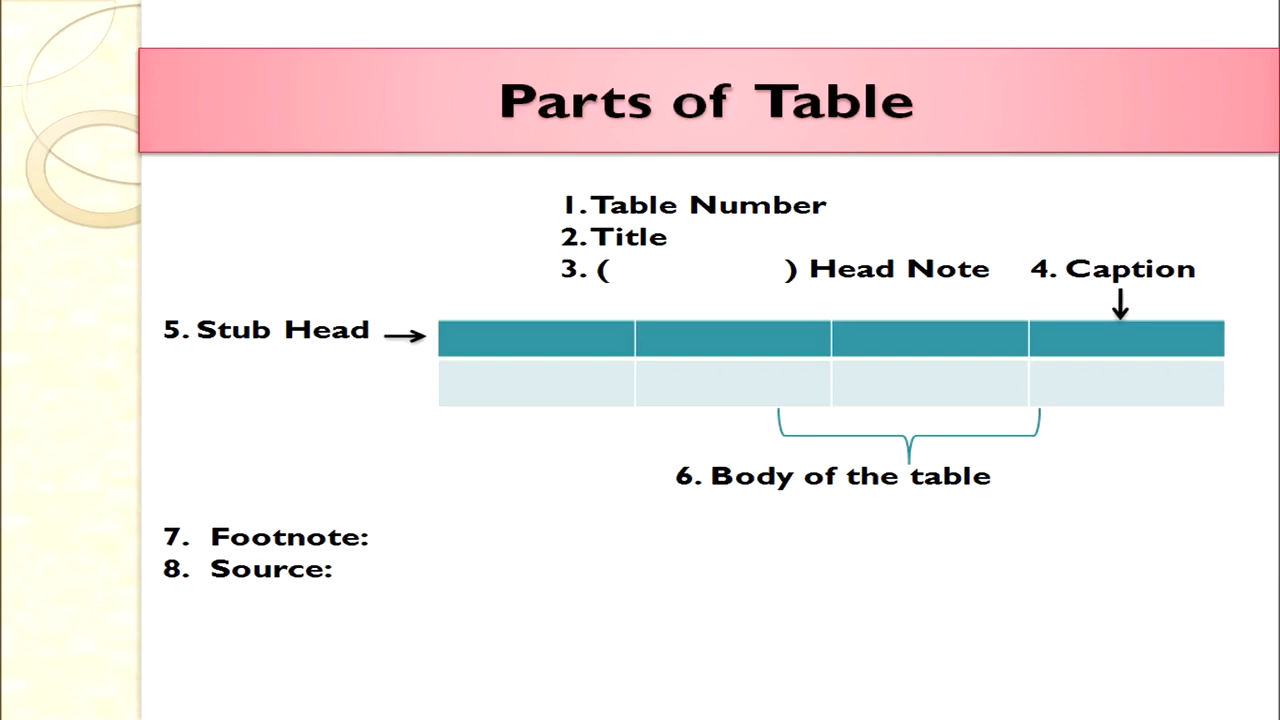 Parts of Table
1. Table Number
2. Title
3. ( ) Head Note 4. Caption
5. Stub Head
6. Body of the table
7. Footnote:
8. Source: